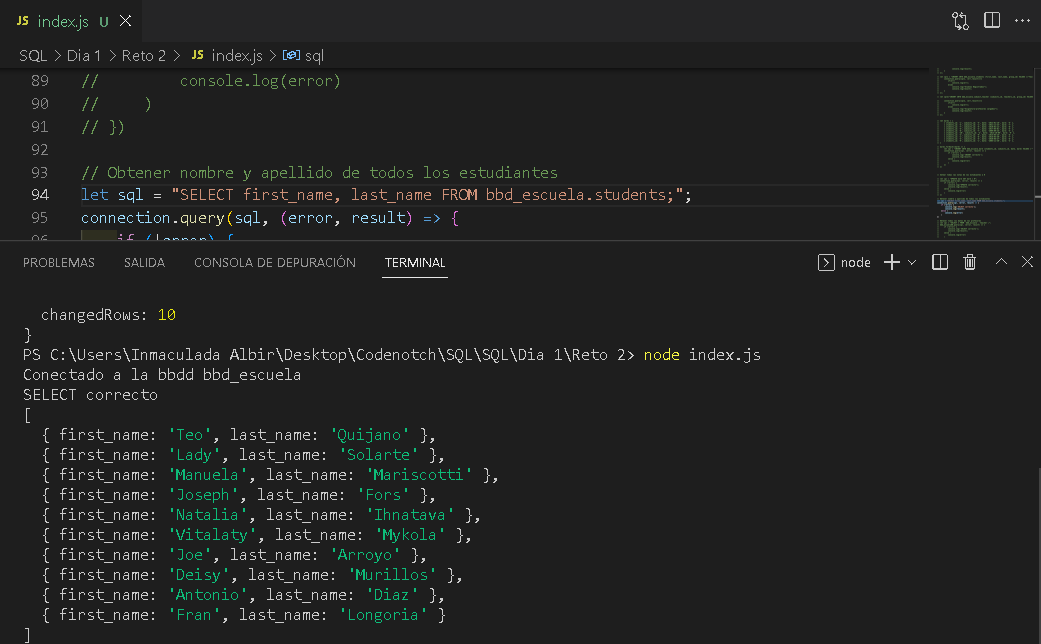 JS index.js U
SQL > Dia 1 > Reto 2 > JS index.js > sql
89 // console.log(error)
90 // )
91 // })
92
93 // Obtener nombre y apellido de todos los estudiantes
94 let sql = "SELECT first_name, last_name FROM bbd_escuela.students;";
95 connection.query(sql, (error, result) => {
96 if (!error) {
PROBLEMAS SALIDA CONSOLA DE DEPURACIÓN TERMINAL node
changedRows: 10
}
PS C:\Users\Inmaculada Albir\Desktop\Codenotch\SQL\SQL\Dia 1\Reto 2> node index.js
Conectado a la bbdd bbd_escuela
SELECT correcto
[
{ first_name: 'Teo', last_name: 'Quijano' },
{ first_name: 'Lady', last_name: 'Solarte' },
{ first_name: 'Manuela', last_name: 'Mariscotti' },
{ first_name: 'Joseph', last_name: 'Fors' },
{ first_name: 'Natalia', last_name: 'Ihnatava' },
{ first_name: 'Vitalaty', last_name: 'Mykola' },
{ first_name: 'Joe', last_name: 'Arroyo' },
{ first_name: 'Deisy', last_name: 'Murillos' },
{ first_name: 'Antonio', last_name: 'Diaz' },
{ first_name: 'Fran', last_name: 'Longoria' }
]